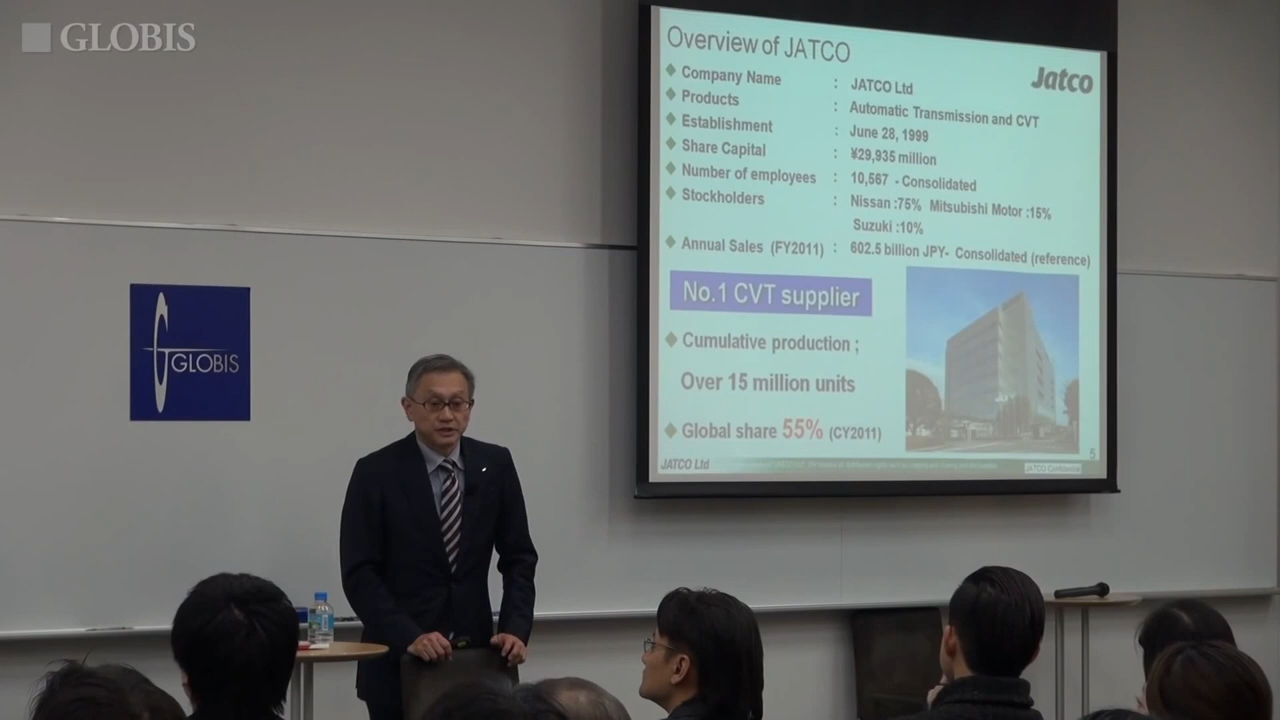 GLOBIS
Overview of JATCO
Jatco
◆ Company Name : JATCO Ltd
◆ Products : Automatic Transmission and CVT
◆ Establishment : June 28, 1999
◆ Share Capital : ¥29,935 million
◆ Number of employees : 10,567 - Consolidated
◆ Stockholders : Nissan :75% Mitsubishi Motor :15%
Suzuki :10%
◆ Annual Sales (FY2011) : 602.5 billion JPY- Consolidated (reference)
No.1 CVT supplier
◆ Cumulative production ;
Over 15 million units
◆ Global share 55% (CY2011)
5
JATCO Ltd
JATCO Confidential
GLOBIS